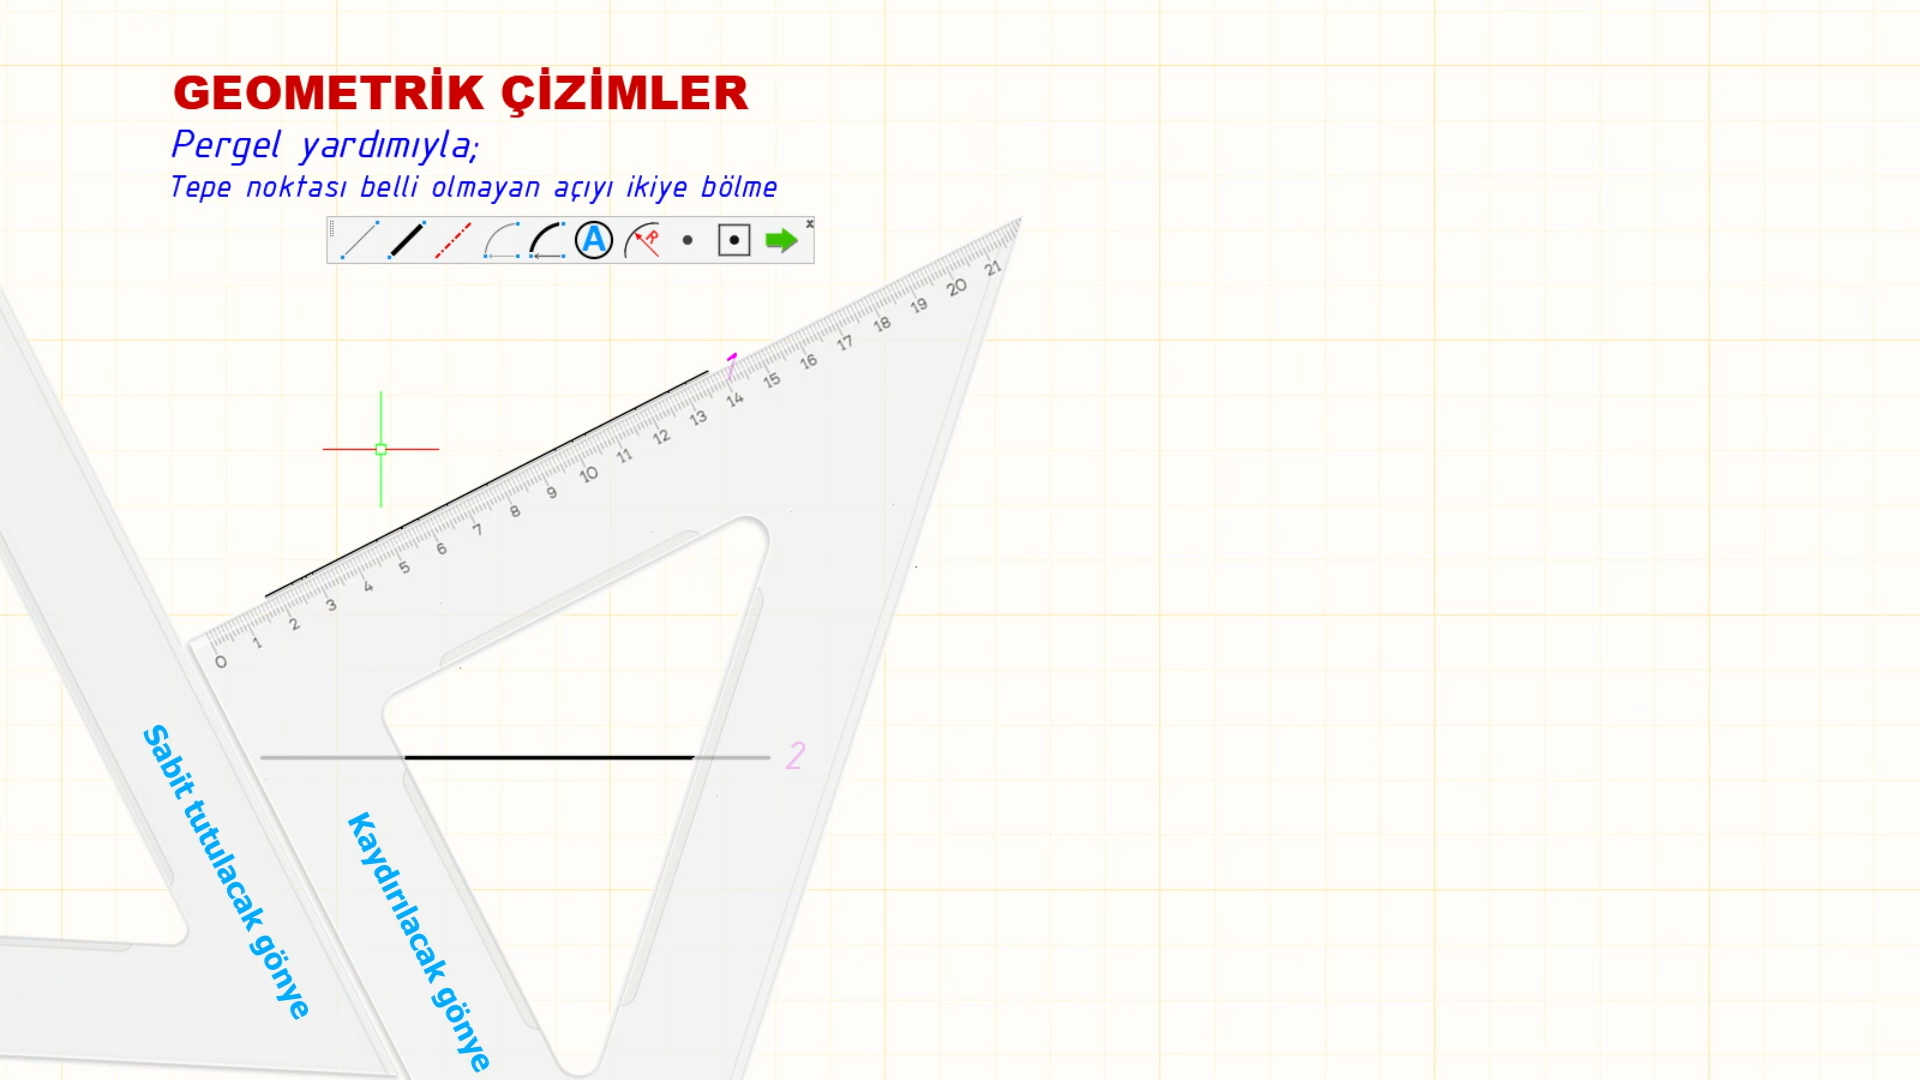 GEOMETRİK ÇİZİMLER
Pergel yardımıyla;
Tepe noktası belli olmayan açıyı ikiye bölme
A R x
1
0 1 2 3 4 5 6 7 8 9 10 11 12 13 14 15 16 17 18 19 20 21
2
Sabit tutulacak gönye
Kaydırılacak gönye